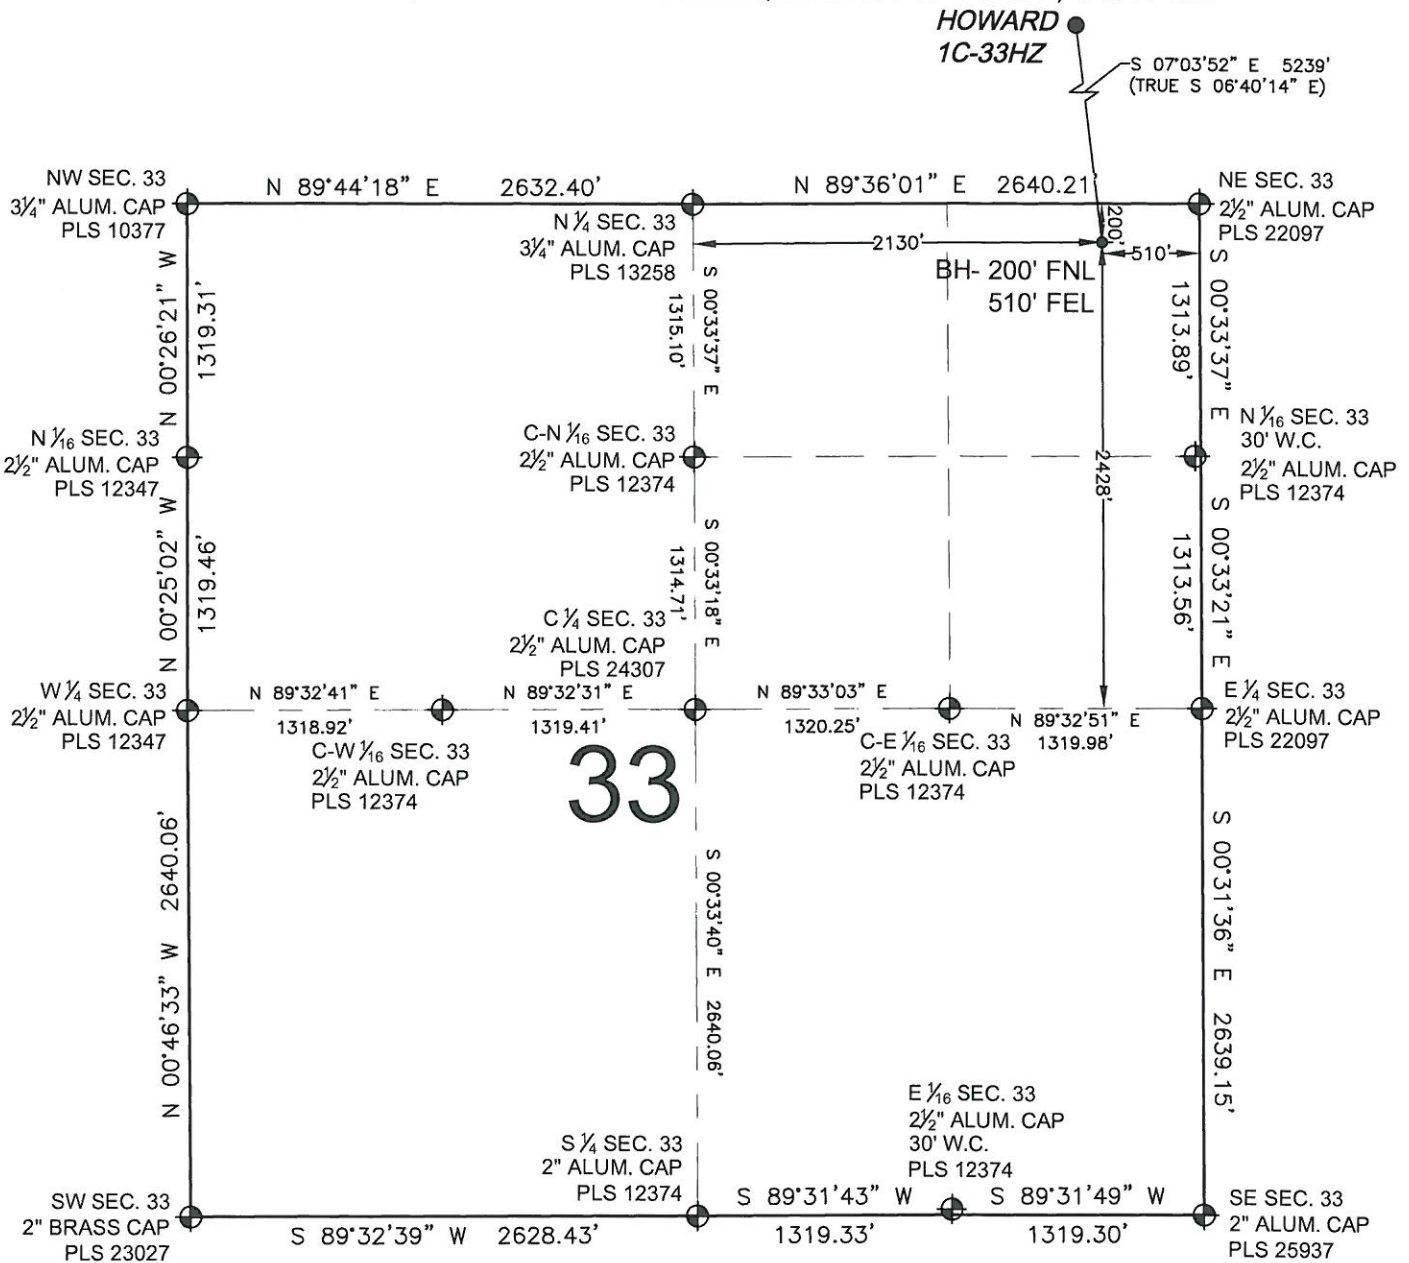 HOWARD
1C-33HZ
S 07°03'52" E 5239'
(TRUE S 06°40'14" E)
NW SEC. 33
3¼" ALUM. CAP
PLS 10377
N 89°44'18" E 2632.40'
N ¼ SEC. 33
3¼" ALUM. CAP
PLS 13258
N 89°36'01" E 2640.21'
NE SEC. 33
2½" ALUM. CAP
PLS 22097
200'
2130'
510'
BH- 200' FNL
510' FEL
N 00°26'21" W
1319.31'
S 00°33'37" E
1315.10'
S 00°33'37" E
1313.89'
N 1⁄16 SEC. 33
2½" ALUM. CAP
PLS 12347
C-N 1⁄16 SEC. 33
2½" ALUM. CAP
PLS 12374
2428'
N 1⁄16 SEC. 33
30' W.C.
2½" ALUM. CAP
PLS 12374
N 00°25'02" W
1319.46'
S 00°33'18" E
1314.71'
S 00°33'21" E
1313.56'
C ¼ SEC. 33
2½" ALUM. CAP
PLS 24307
W ¼ SEC. 33
2½" ALUM. CAP
PLS 12347
N 89°32'41" E
1318.92'
N 89°32'31" E
1319.41'
N 89°33'03" E
1320.25'
N 89°32'51" E
1319.98'
E ¼ SEC. 33
2½" ALUM. CAP
PLS 22097
C-W 1⁄16 SEC. 33
2½" ALUM. CAP
PLS 12374
33
C-E 1⁄16 SEC. 33
2½" ALUM. CAP
PLS 12374
N 00°46'33" W 2640.06'
S 00°33'40" E 2640.06'
S 00°31'36" E 2639.15'
E 1⁄16 SEC. 33
2½" ALUM. CAP
30' W.C.
PLS 12374
S ¼ SEC. 33
2" ALUM. CAP
PLS 12374
SW SEC. 33
2" BRASS CAP
PLS 23027
S 89°32'39" W 2628.43'
S 89°31'43" W
1319.33'
S 89°31'49" W
1319.30'
SE SEC. 33
2" ALUM. CAP
PLS 25937